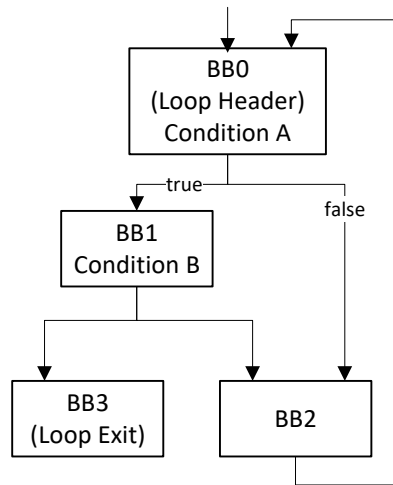 BB0
(Loop Header)
Condition A
true
false
BB1
Condition B
BB3
(Loop Exit)
BB2